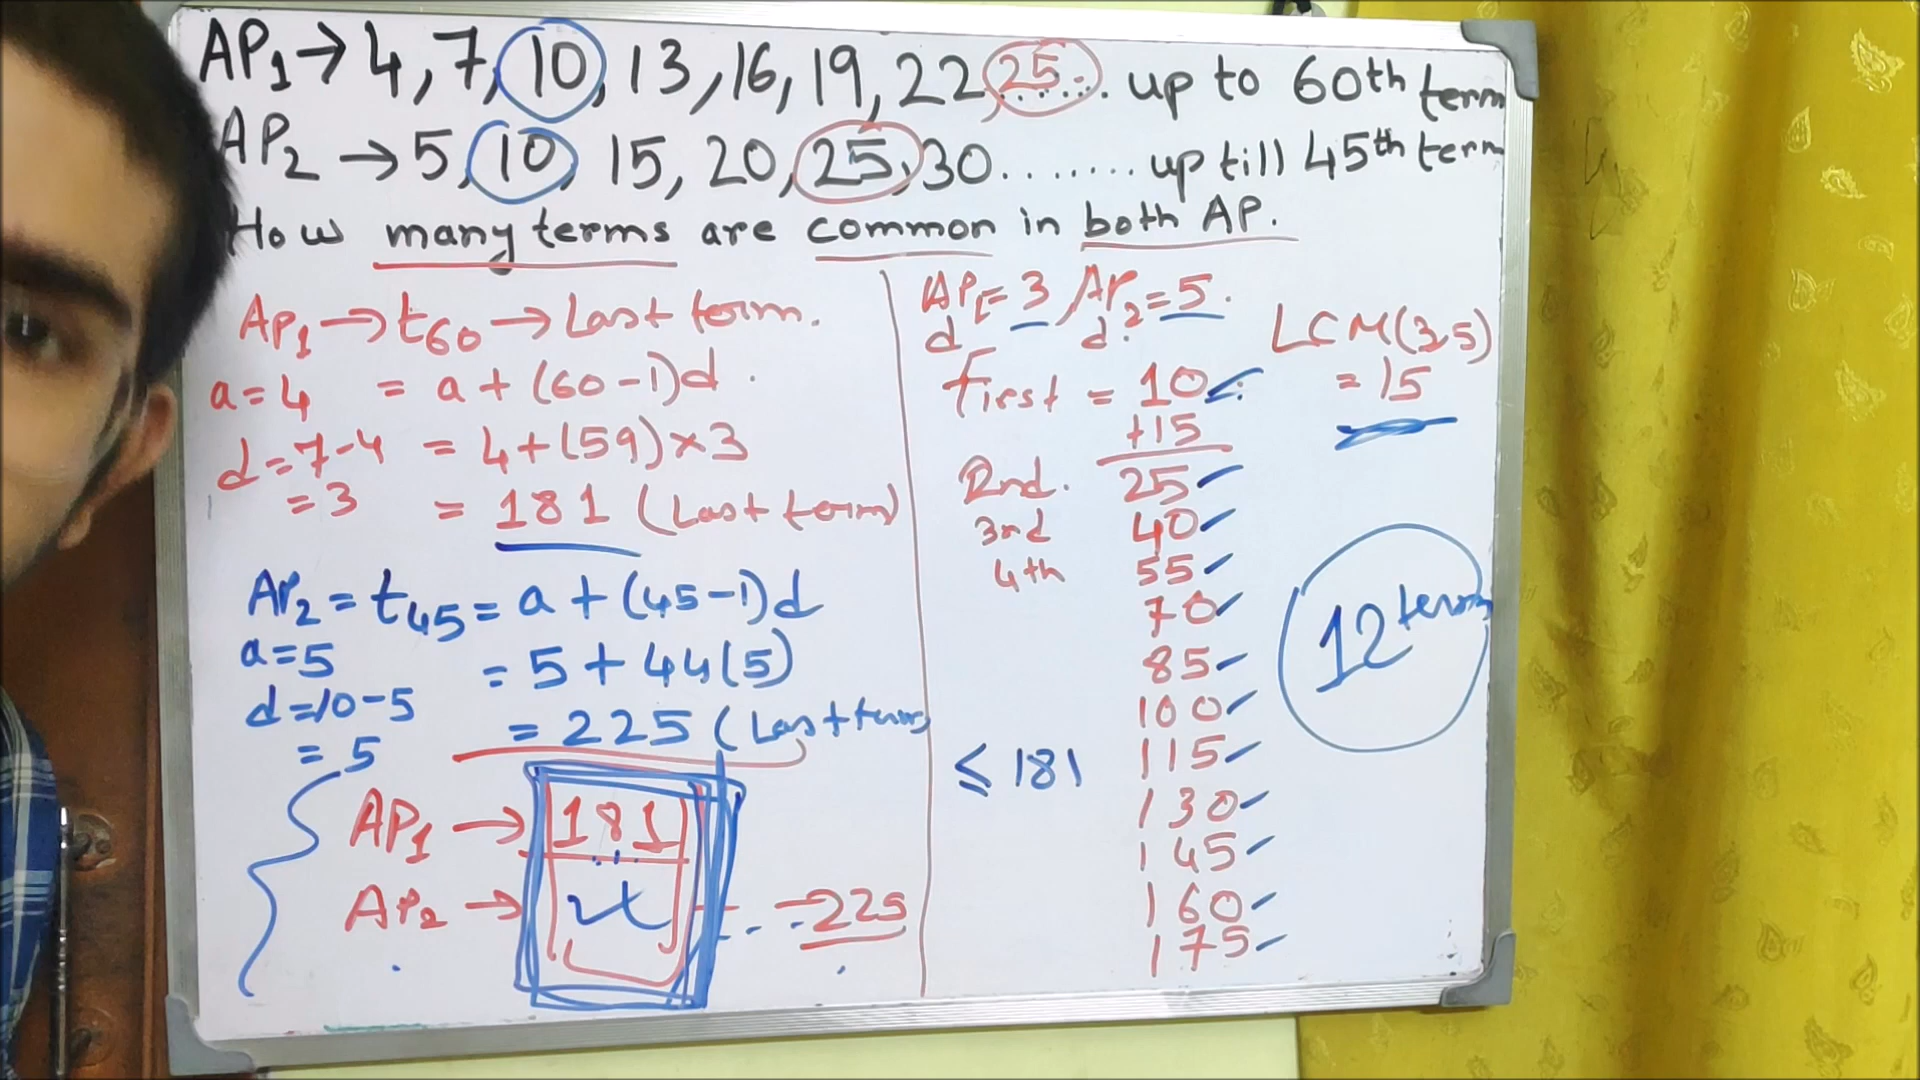 AP1 → 4, 7, 10, 13, 16, 19, 22, 25...... up to 60th term
AP2 → 5, 10, 15, 20, 25, 30....... up till 45th term
How many terms are common in both AP.
AP1 → t60 → Last term.
a = 4 = a + (60-1)d.
d = 7-4 = 4 + (59) × 3
= 3 = 181 (Last term)
AP2 = t45 = a + (45-1)d
a = 5 = 5 + 44(5)
d = 10-5 = 225 (Last term
= 5
AP1 → 181
AP2 → ... 225
AP1 = 3 AP2 = 5.
d d
LCM(3,5)
= 15
First = 10
+15
2nd. 25
3rd 40
4th 55
70
85
100
≤ 181 115
130
145
160
175
12 terms